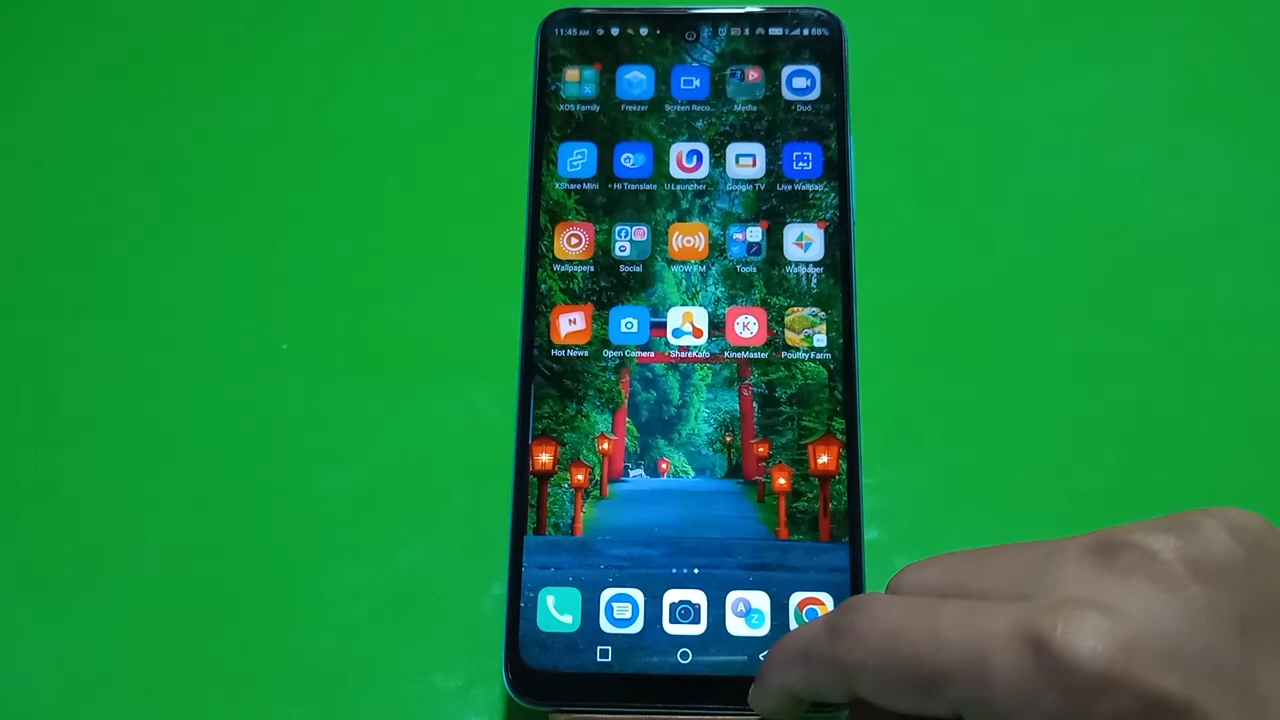 11:45 AM 88%
XOS Family Freezer Screen Reco... Media Duo
XShare Mini Hi Translate U Launcher ... Google TV Live Wallpap...
Wallpapers Social WOW FM Tools Wallpaper
N K
Hot News Open Camera ShareKaro KineMaster Poultry Farm
A Z